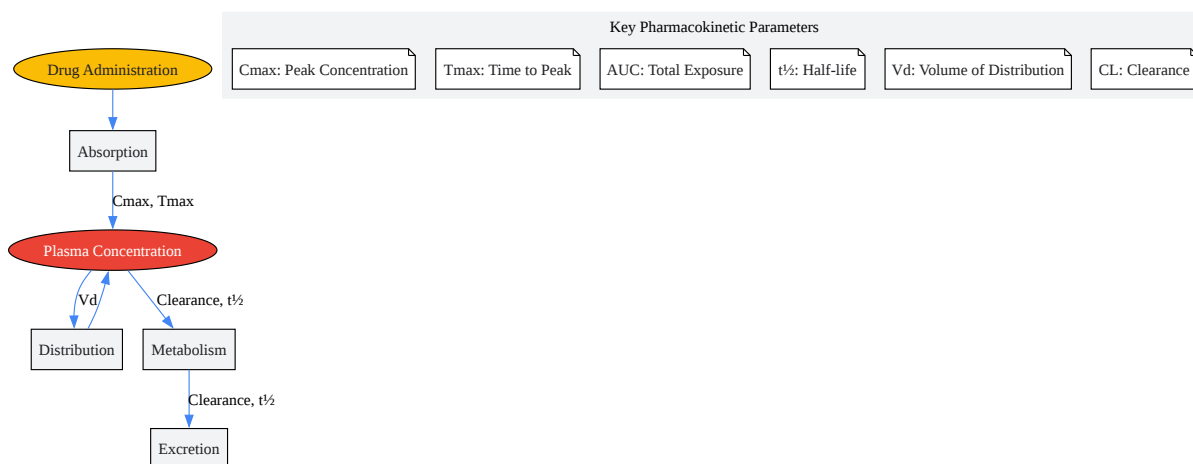 Key Pharmacokinetic Parameters
Drug Administration
Cmax: Peak Concentration
Tmax: Time to Peak
AUC: Total Exposure
t½: Half-life
Vd: Volume of Distribution
CL: Clearance
Absorption
Cmax, Tmax
Plasma Concentration
Vd
Clearance, t½
Distribution
Metabolism
Clearance, t½
Excretion